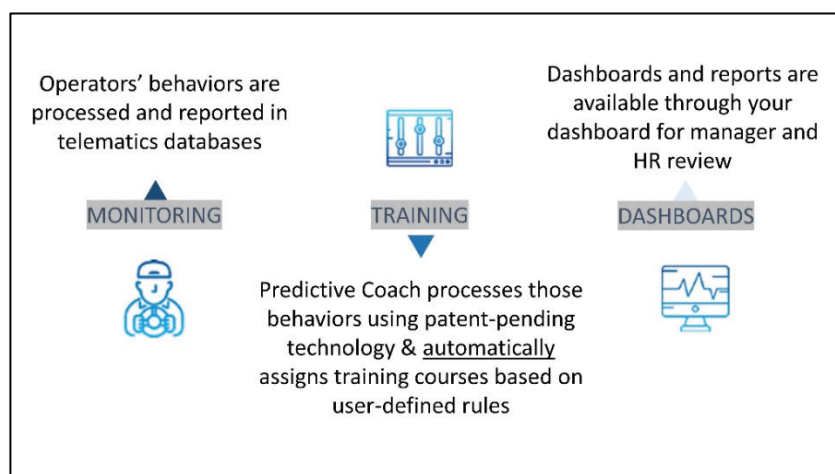 Operators’ behaviors are
processed and reported in
telematics databases
MONITORING
TRAINING
Predictive Coach processes those
behaviors using patent-pending
technology & automatically
assigns training courses based on
user-defined rules
Dashboards and reports are
available through your
dashboard for manager and
HR review
DASHBOARDS